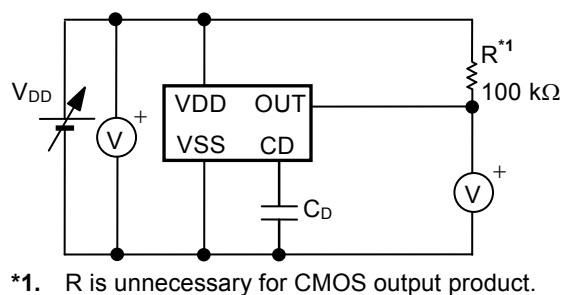 R*1
100 kΩ
VDD
+
V
VDD OUT
VSS CD
CD
+
V
*1. R is unnecessary for CMOS output product.